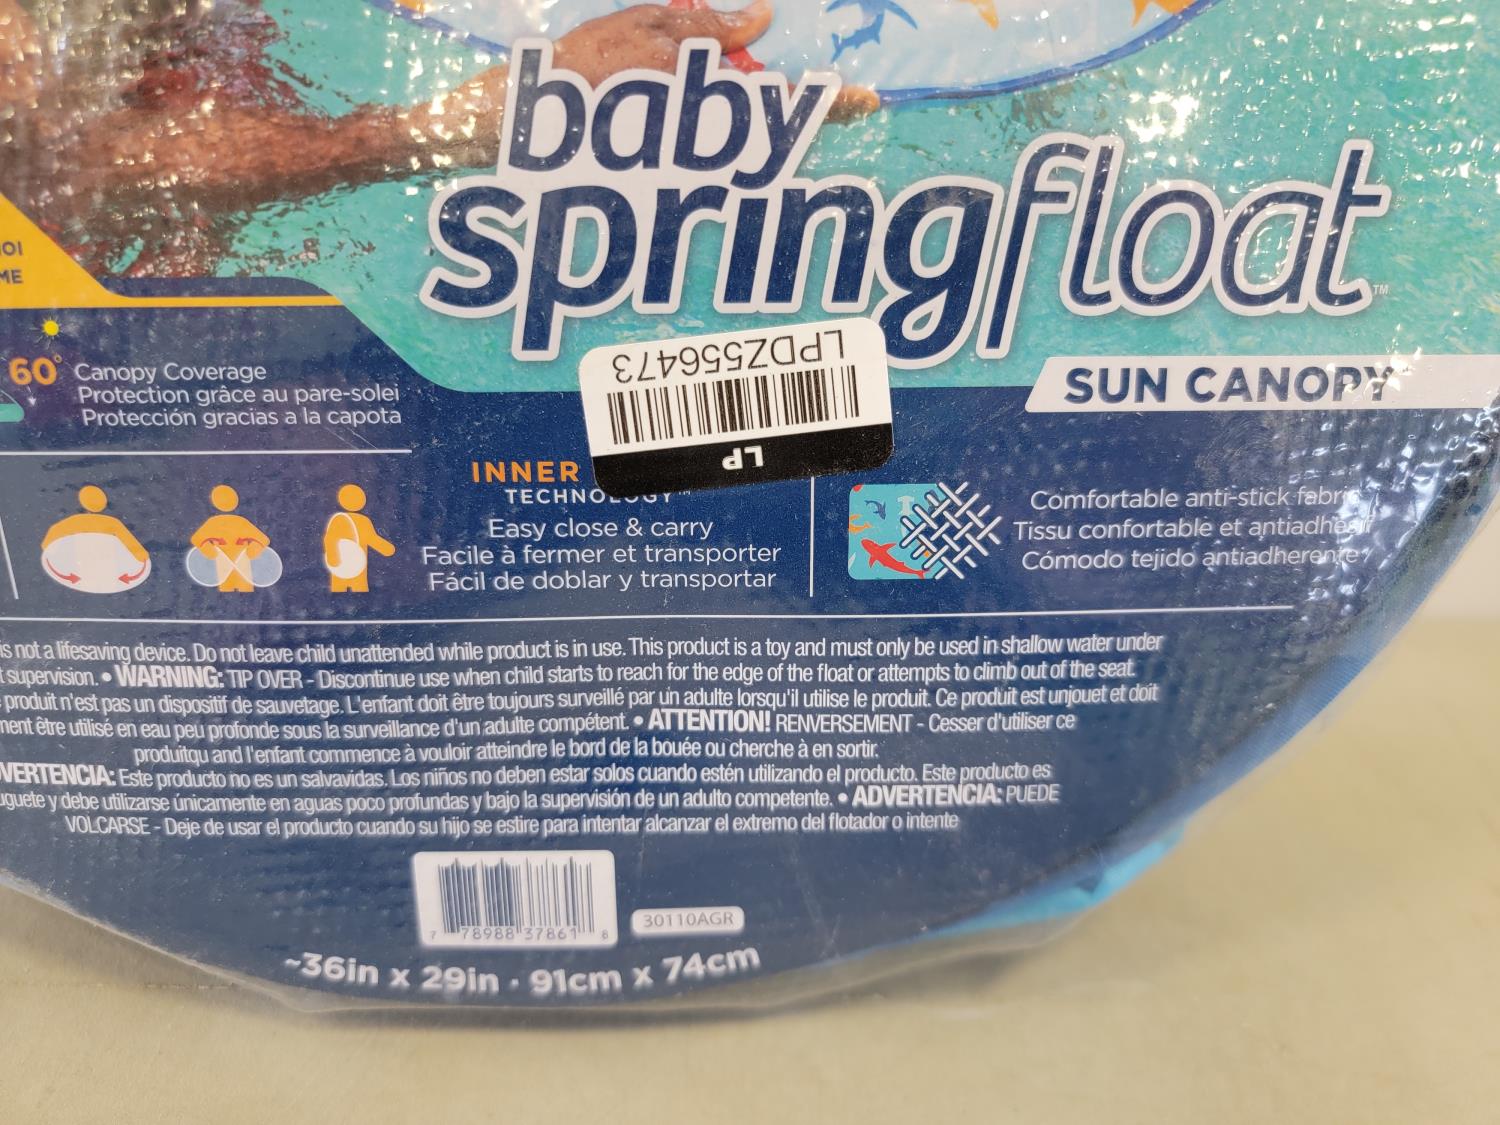 baby
springfloat™
SUN CANOPY
OI
ME
60° Canopy Coverage
Protection grâce au pare-solei
Protección gracias a la capota
LPDZ556473
LP
INNER
TECHNOLOGY™
Easy close & carry
Facile à fermer et transporter
Fácil de doblar y transportar
Comfortable anti-stick fabric
Tissu confortable et antiadhésif
Cómodo tejido antiadherente
is not a lifesaving device. Do not leave child unattended while product is in use. This product is a toy and must only be used in shallow water under
supervision. • WARNING: TIP OVER - Discontinue use when child starts to reach for the edge of the float or attempts to climb out of the seat.
produit n'est pas un dispositif de sauvetage. L'enfant doit être toujours surveillé par un adulte lorsqu'il utilise le produit. Ce produit est unjouet et doit
ment être utilisé en eau peu profonde sous la surveillance d'un adulte compétent. • ATTENTION! RENVERSEMENT - Cesser d'utiliser ce
produitqu and l'enfant commence à vouloir atteindre le bord de la bouée ou cherche à en sortir.
VERTENCIA: Este producto no es un salvavidas. Los niños no deben estar solos cuando estén utilizando el producto. Este producto es
uguete y debe utilizarse únicamente en aguas poco profundas y bajo la supervisión de un adulto competente. • ADVERTENCIA: PUEDE
VOLCARSE - Deje de usar el producto cuando su hijo se estire para intentar alcanzar el extremo del flotador o intente
7 78988 37861 8
30110AGR
~36in x 29in · 91cm x 74cm